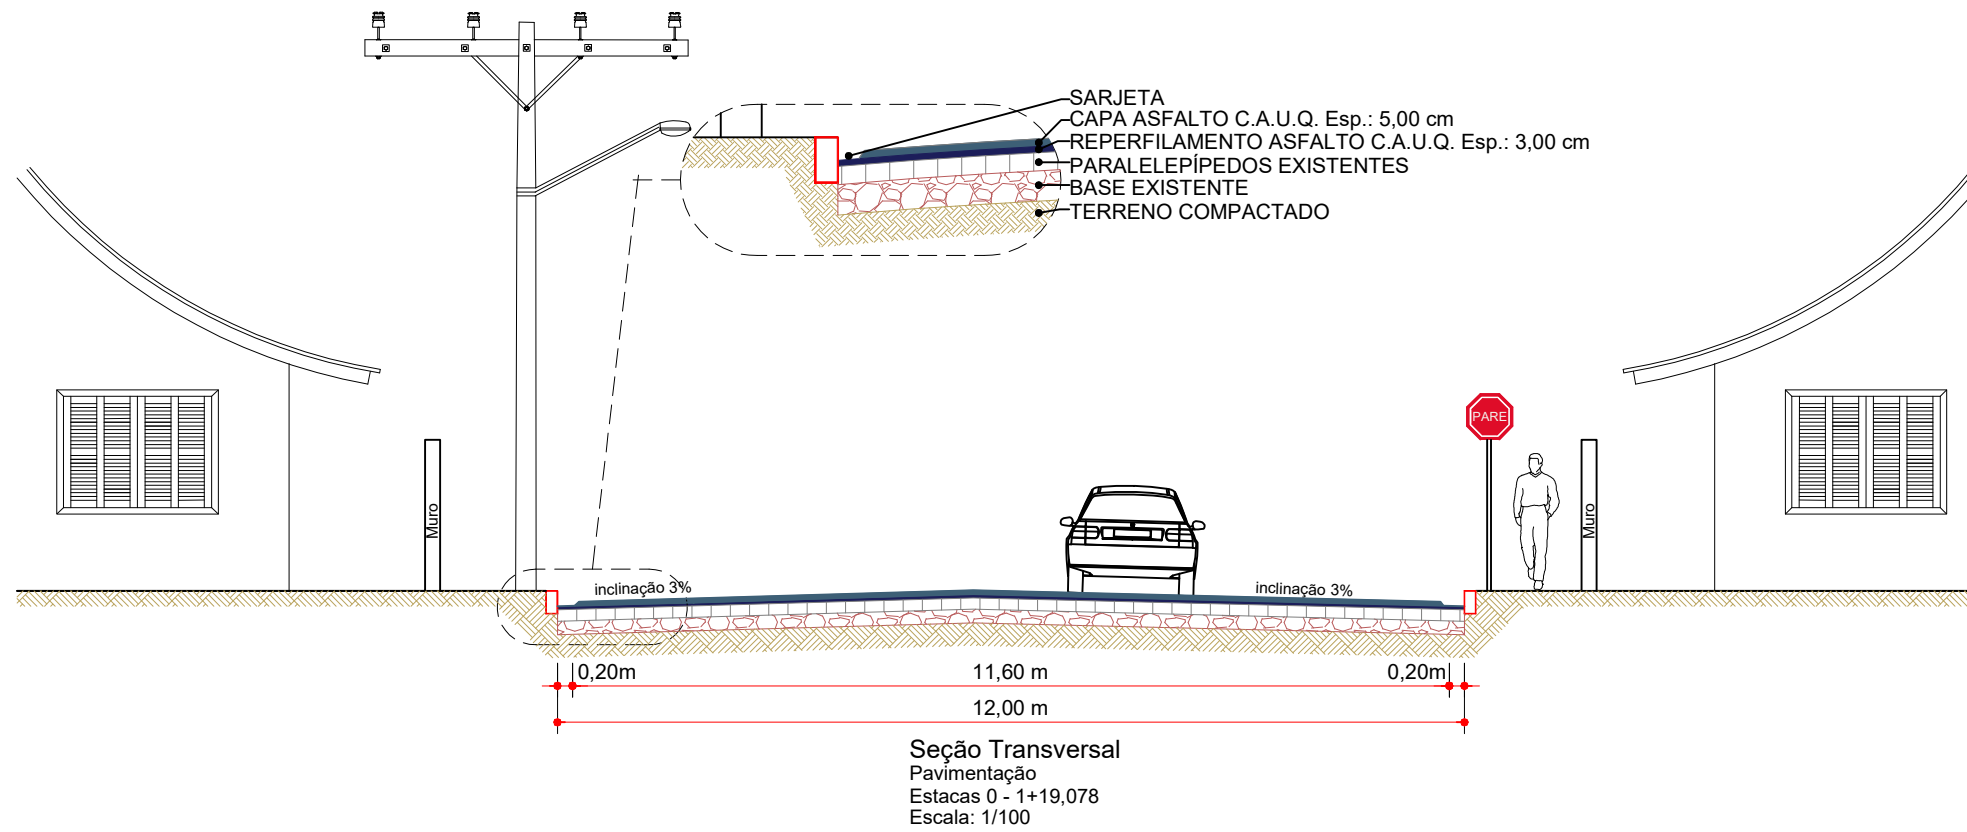 SARJETA
CAPA ASFALTO C.A.U.Q. Esp.: 5,00 cm
REPERFILAMENTO ASFALTO C.A.U.Q. Esp.: 3,00 cm
PARALELEPÍPEDOS EXISTENTES
BASE EXISTENTE
TERRENO COMPACTADO
PARE
Muro
Muro
inclinação 3%
inclinação 3%
0,20m
11,60 m
0,20m
12,00 m
Seção Transversal
Pavimentação
Estacas 0 - 1+19,078
Escala: 1/100